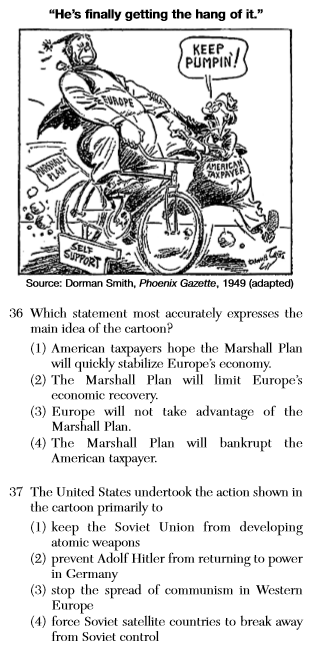 “He’s finally getting the hang of it.”
KEEP
PUMPIN'!
EUROPE
AMERICAN
TAXPAYER
MARSHALL
PLAN
SELF
SUPPORT
Source: Dorman Smith, Phoenix Gazette, 1949 (adapted)
36 Which statement most accurately expresses the
main idea of the cartoon?
(1) American taxpayers hope the Marshall Plan
will quickly stabilize Europe’s economy.
(2) The Marshall Plan will limit Europe’s
economic recovery.
(3) Europe will not take advantage of the
Marshall Plan.
(4) The Marshall Plan will bankrupt the
American taxpayer.
37 The United States undertook the action shown in
the cartoon primarily to
(1) keep the Soviet Union from developing
atomic weapons
(2) prevent Adolf Hitler from returning to power
in Germany
(3) stop the spread of communism in Western
Europe
(4) force Soviet satellite countries to break away
from Soviet control